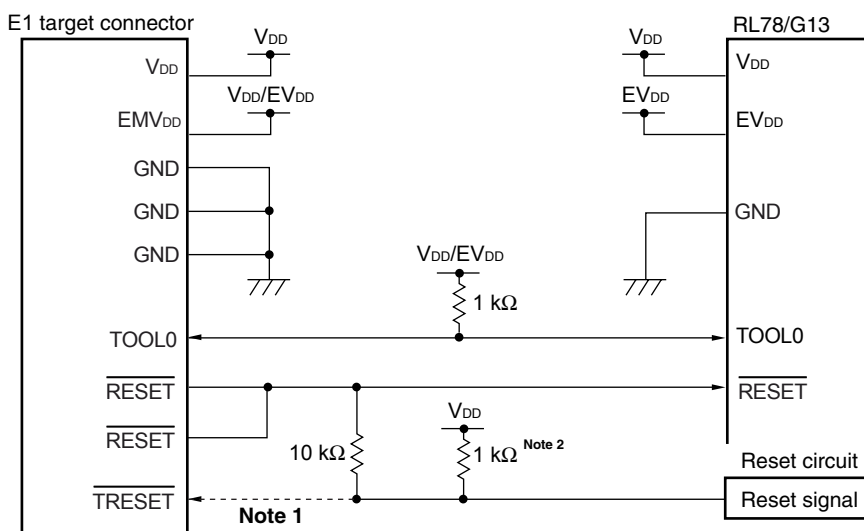 E1 target connector
RL78/G13
VDD
VDD
VDD
VDD
VDD/EVDD
EVDD
EMVDD
EVDD
GND
GND
GND
GND
VDD/EVDD
1 kΩ
TOOL0
TOOL0
RESET
RESET
VDD
RESET
10 kΩ
1 kΩ Note 2
Reset circuit
TRESET
Note 1
Reset signal